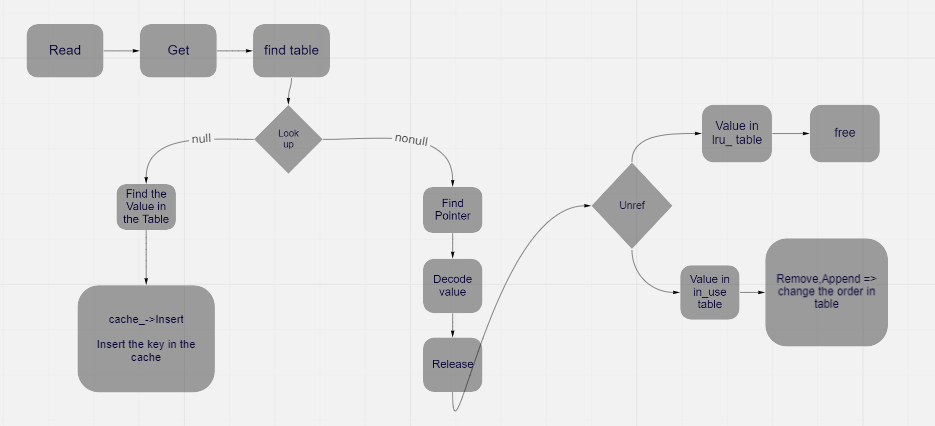 Read
Get
find table
Look
up
null
nonull
Find the
Value in
the Table
cache_->Insert
Insert the key in the
cache
Find
Pointer
Decode
value
Release
Unref
Value in
lru_ table
free
Value in
in_use
table
Remove,Append =>
change the order in
table